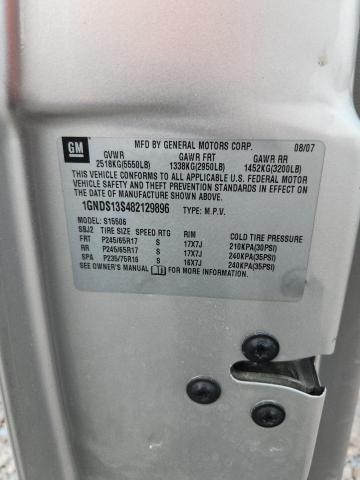 GM
MFD BY GENERAL MOTORS CORP. 08/07
GVWR GAWR FRT GAWR RR
2518KG(5550LB) 1338KG(2950LB) 1452KG(3200LB)
THIS VEHICLE CONFORMS TO ALL APPLICABLE U.S. FEDERAL MOTOR
VEHICLE SAFETY, AND THEFT PREVENTION STANDARDS IN EFFECT ON
THE DATE OF MANUFACTURE SHOWN ABOVE.
1GNDS13S482129896 TYPE: M.P.V.
MODEL: S15506
SBJ2 TIRE SIZE SPEED RTG RIM COLD TIRE PRESSURE
FRT P245/65R17 S 17X7J 210KPA(30PSI)
RR P245/65R17 S 17X7J 240KPA(35PSI)
SPA P235/75R16 S 16X7J 240KPA(35PSI)
SEE OWNER'S MANUAL FOR ADDITIONAL INFORMATION.